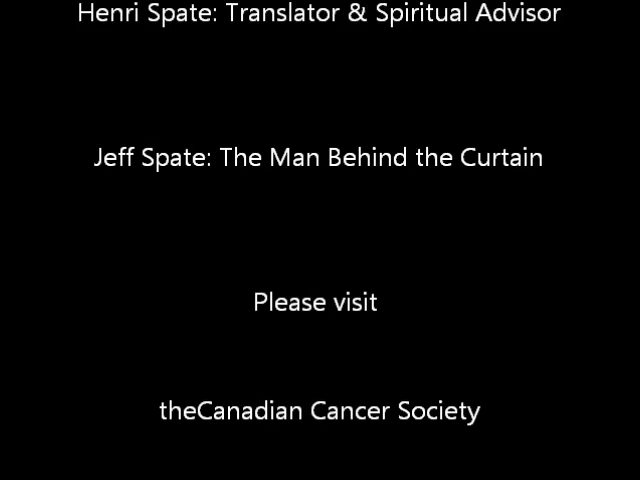 Henri Spate: Translator & Spiritual Advisor
Jeff Spate: The Man Behind the Curtain
Please visit
theCanadian Cancer Society